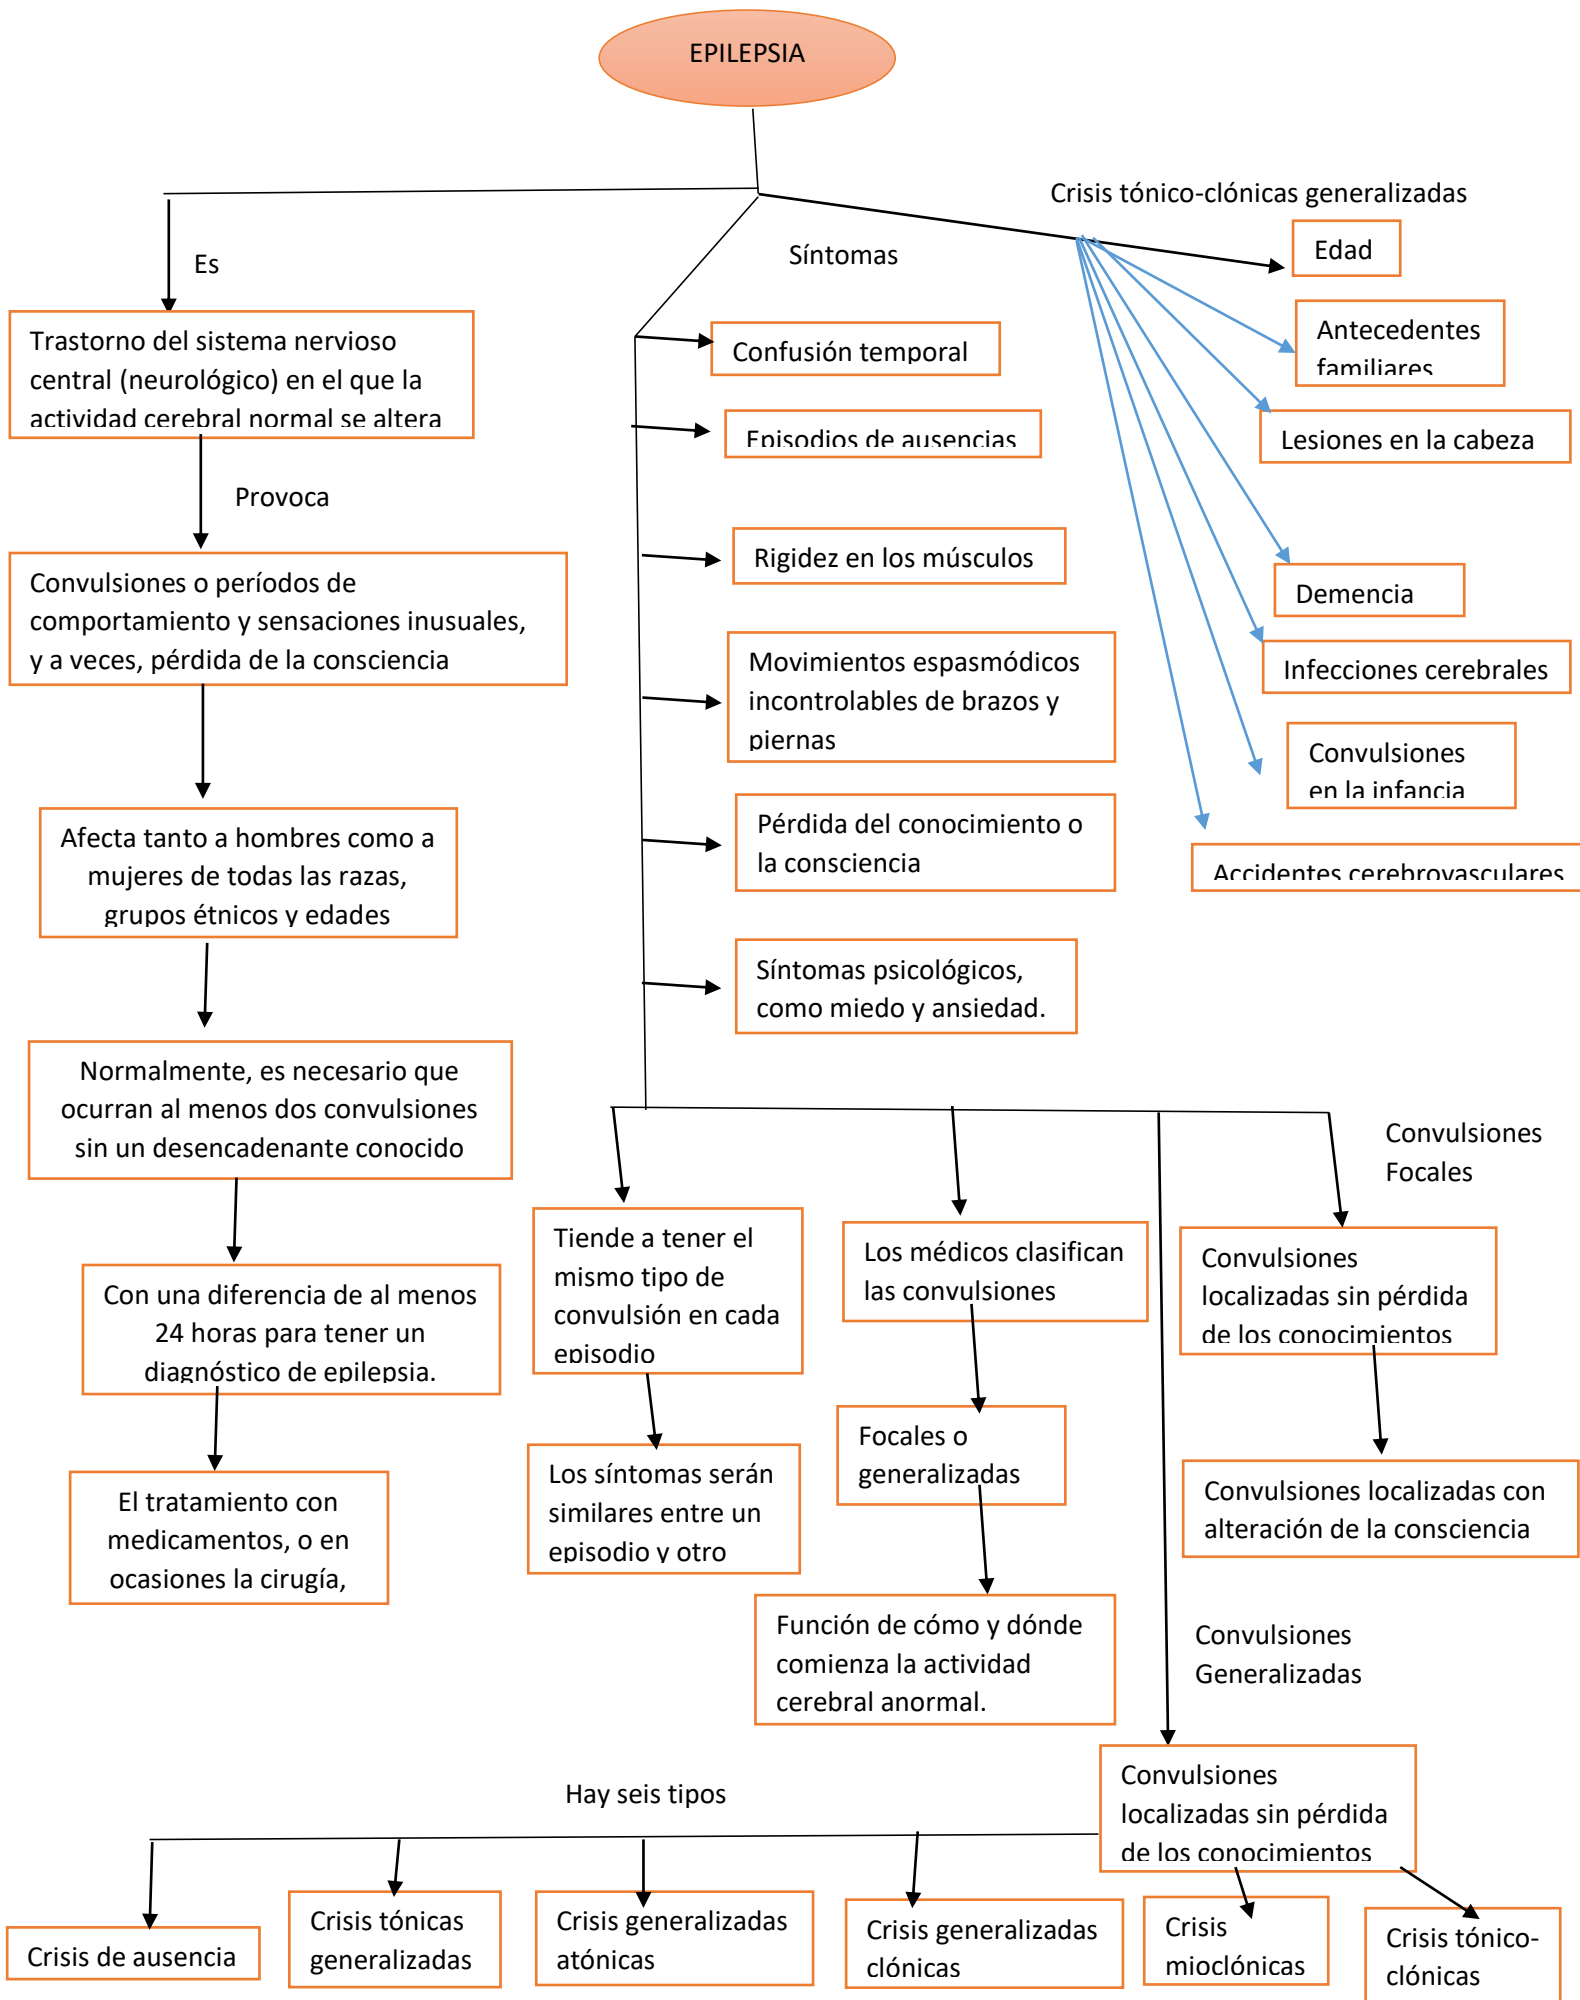 EPILEPSIA
Es
Trastorno del sistema nervioso
central (neurológico) en el que la
actividad cerebral normal se altera
Provoca
Convulsiones o períodos de
comportamiento y sensaciones inusuales,
y a veces, pérdida de la consciencia
Afecta tanto a hombres como a
mujeres de todas las razas,
grupos étnicos y edades
Normalmente, es necesario que
ocurran al menos dos convulsiones
sin un desencadenante conocido
Con una diferencia de al menos
24 horas para tener un
diagnóstico de epilepsia.
El tratamiento con
medicamentos, o en
ocasiones la cirugía,
Síntomas
Confusión temporal
Episodios de ausencias
Rigidez en los músculos
Movimientos espasmódicos
incontrolables de brazos y
piernas
Pérdida del conocimiento o
la consciencia
Síntomas psicológicos,
como miedo y ansiedad.
Crisis tónico-clónicas generalizadas
Edad
Antecedentes
familiares
Lesiones en la cabeza
Demencia
Infecciones cerebrales
Convulsiones
en la infancia
Accidentes cerebrovasculares
Tiende a tener el
mismo tipo de
convulsión en cada
episodio
Los síntomas serán
similares entre un
episodio y otro
Los médicos clasifican
las convulsiones
Focales o
generalizadas
Función de cómo y dónde
comienza la actividad
cerebral anormal.
Convulsiones
Focales
Convulsiones
localizadas sin pérdida
de los conocimientos
Convulsiones localizadas con
alteración de la consciencia
Convulsiones
Generalizadas
Convulsiones
localizadas sin pérdida
de los conocimientos
Hay seis tipos
Crisis de ausencia
Crisis tónicas
generalizadas
Crisis generalizadas
atónicas
Crisis generalizadas
clónicas
Crisis
mioclónicas
Crisis tónico-
clónicas